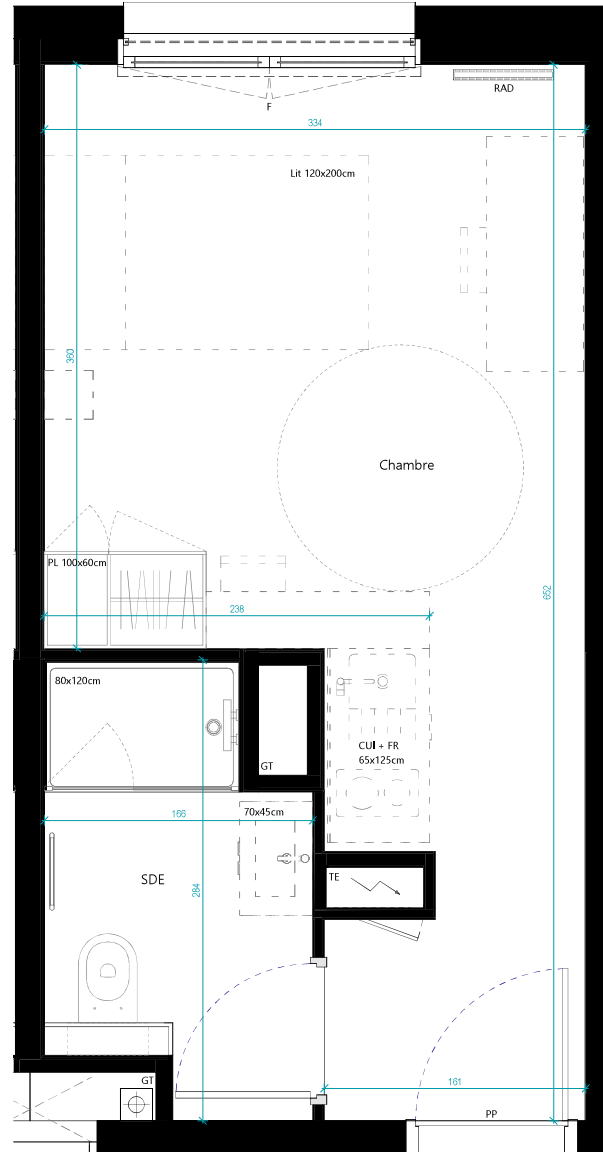 F
RAD
334
Lit 120x200cm
360
Chambre
PL 100x60cm
652
238
80x120cm
GT
CUI + FR
65x125cm
166
70x45cm
SDE
284
TE
GT
161
PP